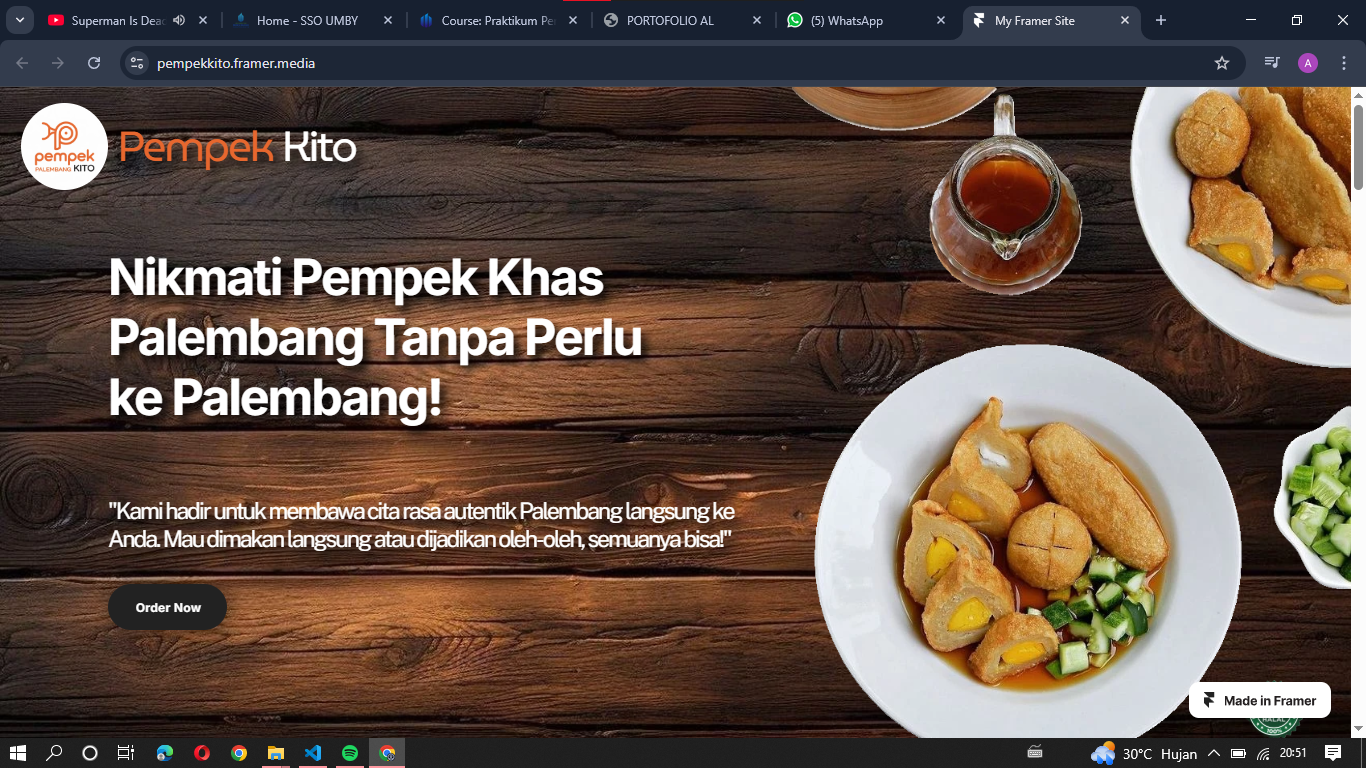 Superman Is Dead
Home - SSO UMBY
Course: Praktikum Pe
PORTOFOLIO AL
(5) WhatsApp
My Framer Site
pempekkito.framer.media
A
pempek
PALEMBANG KITO
Pempek Kito
Nikmati Pempek Khas
Palembang Tanpa Perlu
ke Palembang!
"Kami hadir untuk membawa cita rasa autentik Palembang langsung ke
Anda. Mau dimakan langsung atau dijadikan oleh-oleh, semuanya bisa!"
Order Now
Made in Framer
HALAL
100%
30°C Hujan
20:51